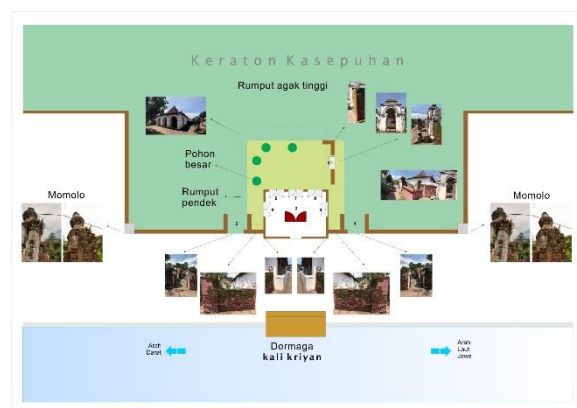 Keraton Kasepuhan
Rumput agak tinggi
Pohon
besar
Rumput
pendek
Momolo
Momolo
Arah
Darat
Dermaga
kali kriyan
Arah
Laut
Jawa